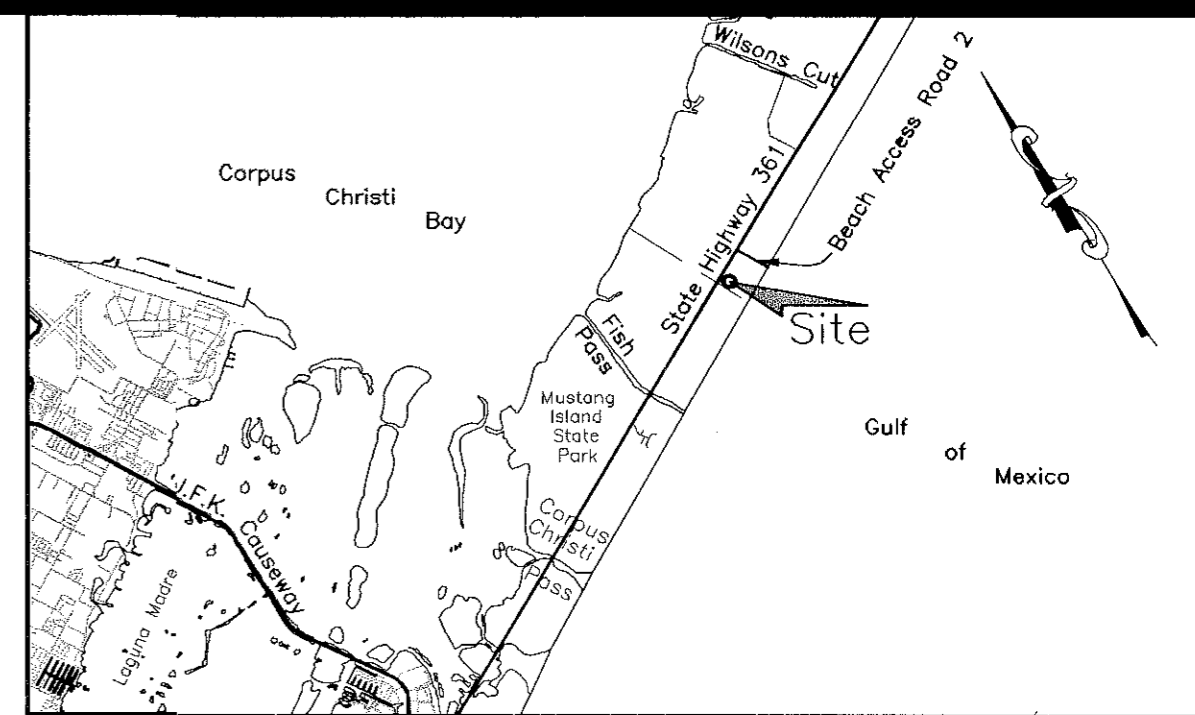 Wilsons Cut
Beach Access Road 2
State Highway 361
Corpus
Christi
Bay
Site
Fish
Pass
Mustang
Island
State
Park
Gulf
of
Mexico
J.F.K.
Causeway
Corpus
Christi
Pass
Laguna Madre